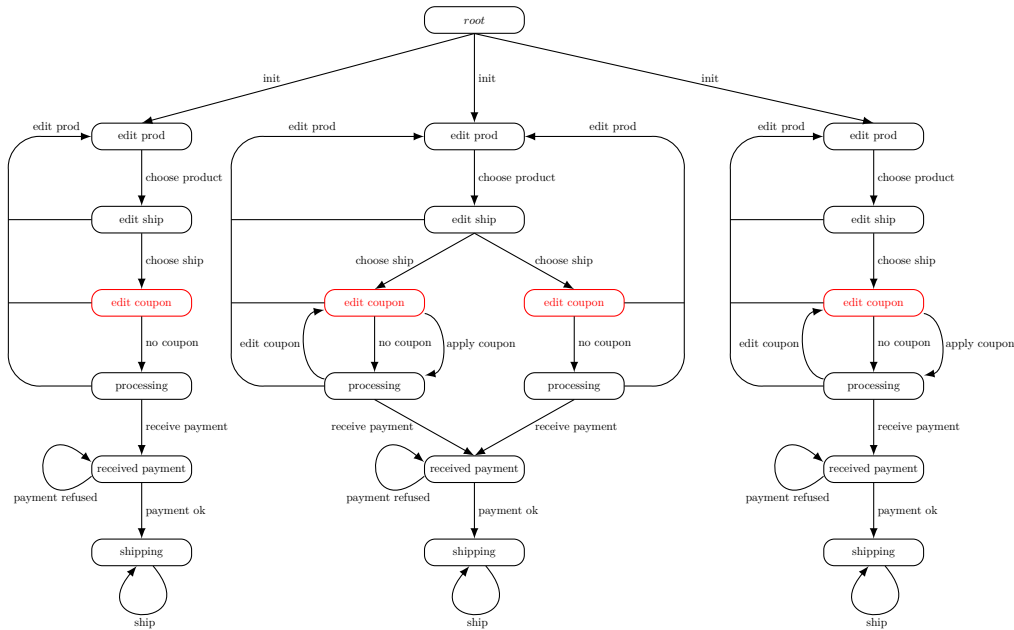 root
init
init
init
edit prod
edit prod
edit prod
edit prod
edit prod
edit prod
edit prod
choose product
choose product
choose product
edit ship
edit ship
edit ship
choose ship
choose ship
choose ship
choose ship
edit coupon
edit coupon
edit coupon
edit coupon
no coupon
edit coupon
no coupon
apply coupon
no coupon
edit coupon
no coupon
apply coupon
processing
processing
processing
processing
receive payment
receive payment
receive payment
receive payment
received payment
received payment
received payment
payment refused
payment refused
payment refused
payment ok
payment ok
payment ok
shipping
shipping
shipping
ship
ship
ship